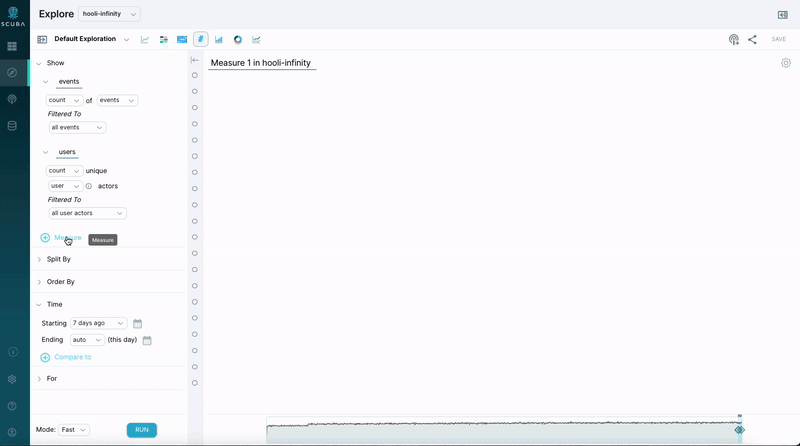 SCUBA
Explore
hooli-infinity
Default Exploration
#
SAVE
Show
events
count of events
Filtered To
all events
users
count unique
user actors
Filtered To
all user actors
Measure
Measure
Split By
Order By
Time
Starting 7 days ago
Ending auto (this day)
Compare to
For
Mode: Fast
RUN
Measure 1 in hooli-infinity